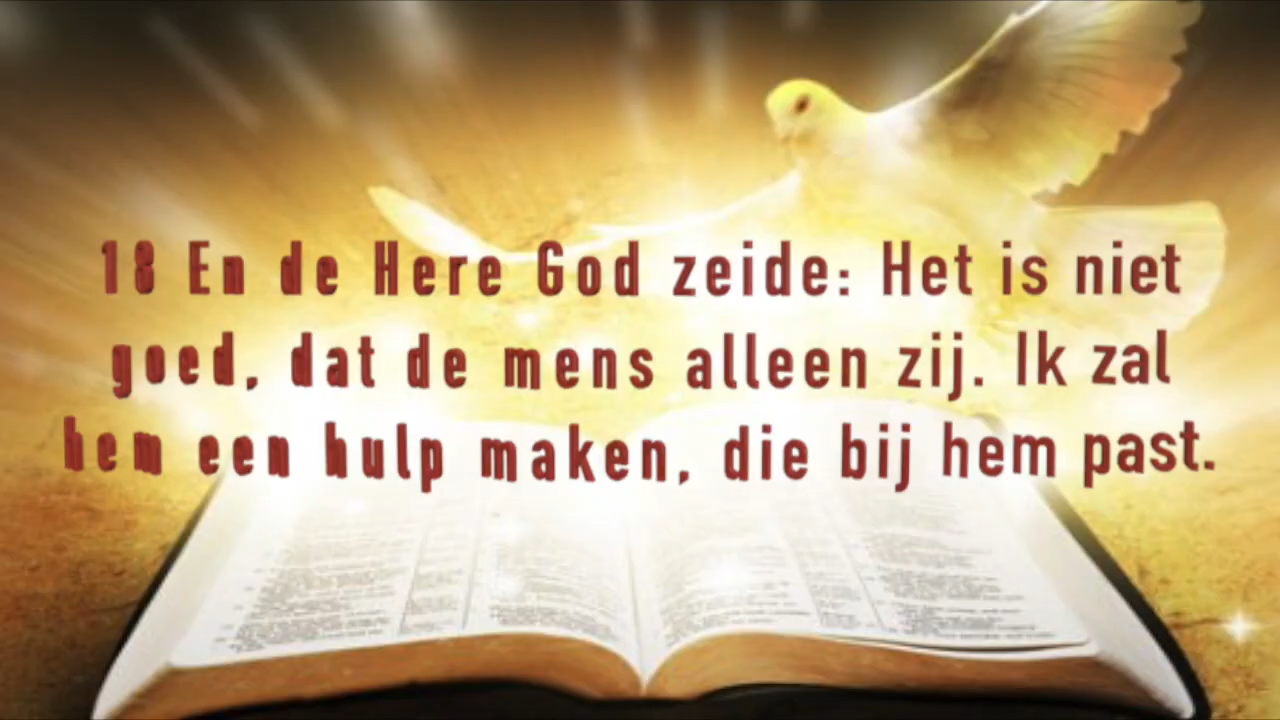 18 En de Here God zeide: Het is niet
goed, dat de mens alleen zij. Ik zal
hem een hulp maken, die bij hem past.